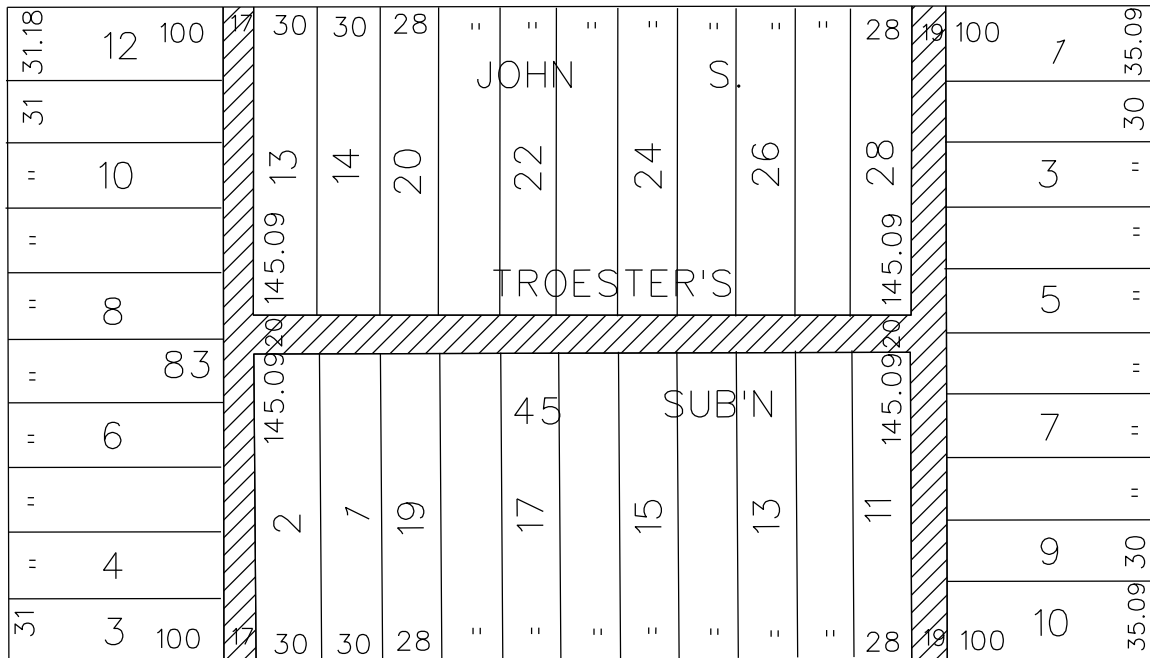 31.18 12 100 17 30 30 28 " " " " " " " 28 19 100 1 35.09
JOHN S.
31 30
" 10 13 14 20 22 24 26 28 3 "
" 145.09 145.09 "
TROESTER'S
" 8 5 "
20 20
" 83 145.09 145.09 "
45 SUB'N
" 6 7 "
" 2 1 19 17 15 13 11 "
" 4 9 30
31 3 100 17 30 30 28 " " " " " " " 28 19 100 10 35.09